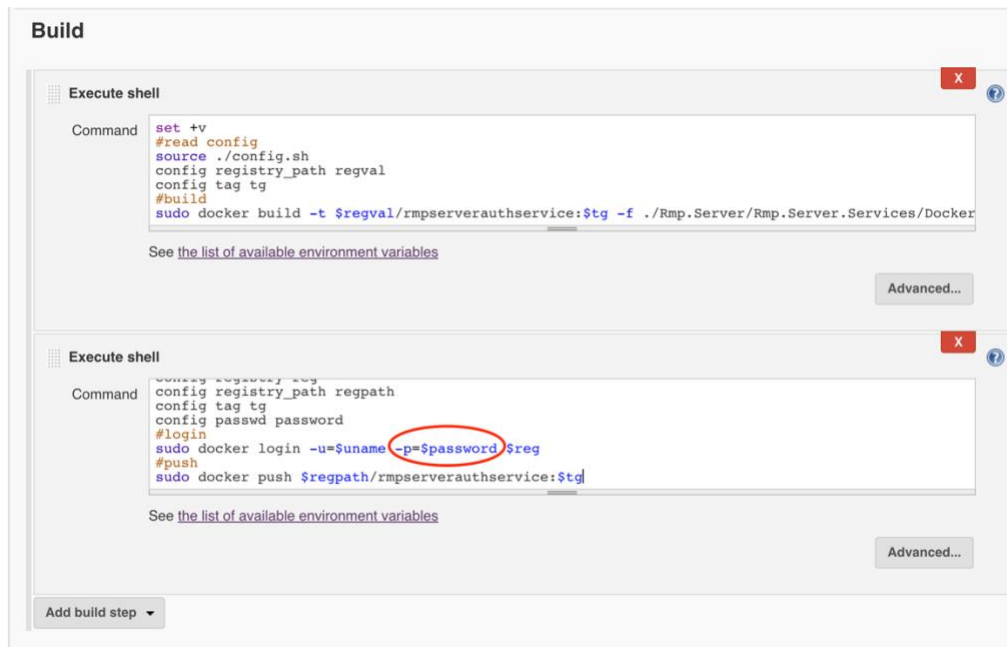 Build
X
Execute shell
Command
set +v
#read config
source ./config.sh
config registry_path regval
config tag tg
#build
sudo docker build -t $regval/rmpserverauthservice:$tg -f ./Rmp.Server/Rmp.Server.Services/Docker
See the list of available environment variables
Advanced...
X
Execute shell
Command
config registry reg
config registry_path regpath
config tag tg
config passwd password
#login
sudo docker login -u=$uname -p=$password $reg
#push
sudo docker push $regpath/rmpserverauthservice:$tg
See the list of available environment variables
Advanced...
Add build step